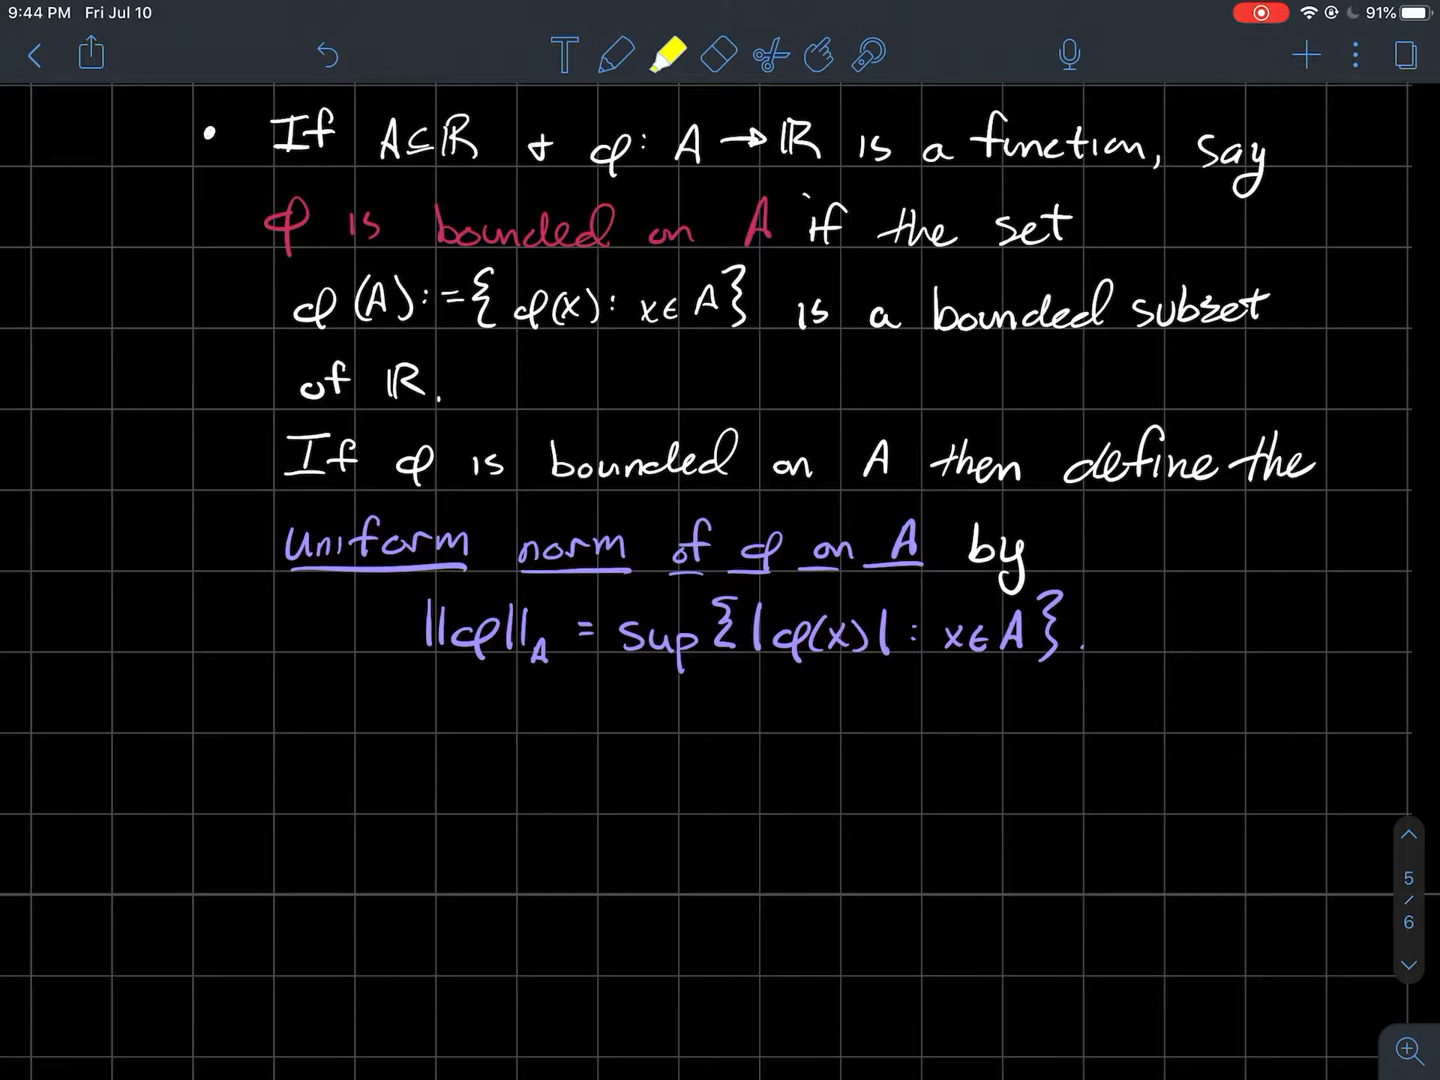 9:44 PM Fri Jul 10
91%
• If A⊆ℝ + φ: A → ℝ is a function, say
φ is bounded on A if the set
φ(A):={φ(x): x∈A} is a bounded subset
of ℝ.
If φ is bounded on A then define the
uniform norm of φ on A by
||φ||_A = sup{|φ(x)| : x∈A}.
5
/
6